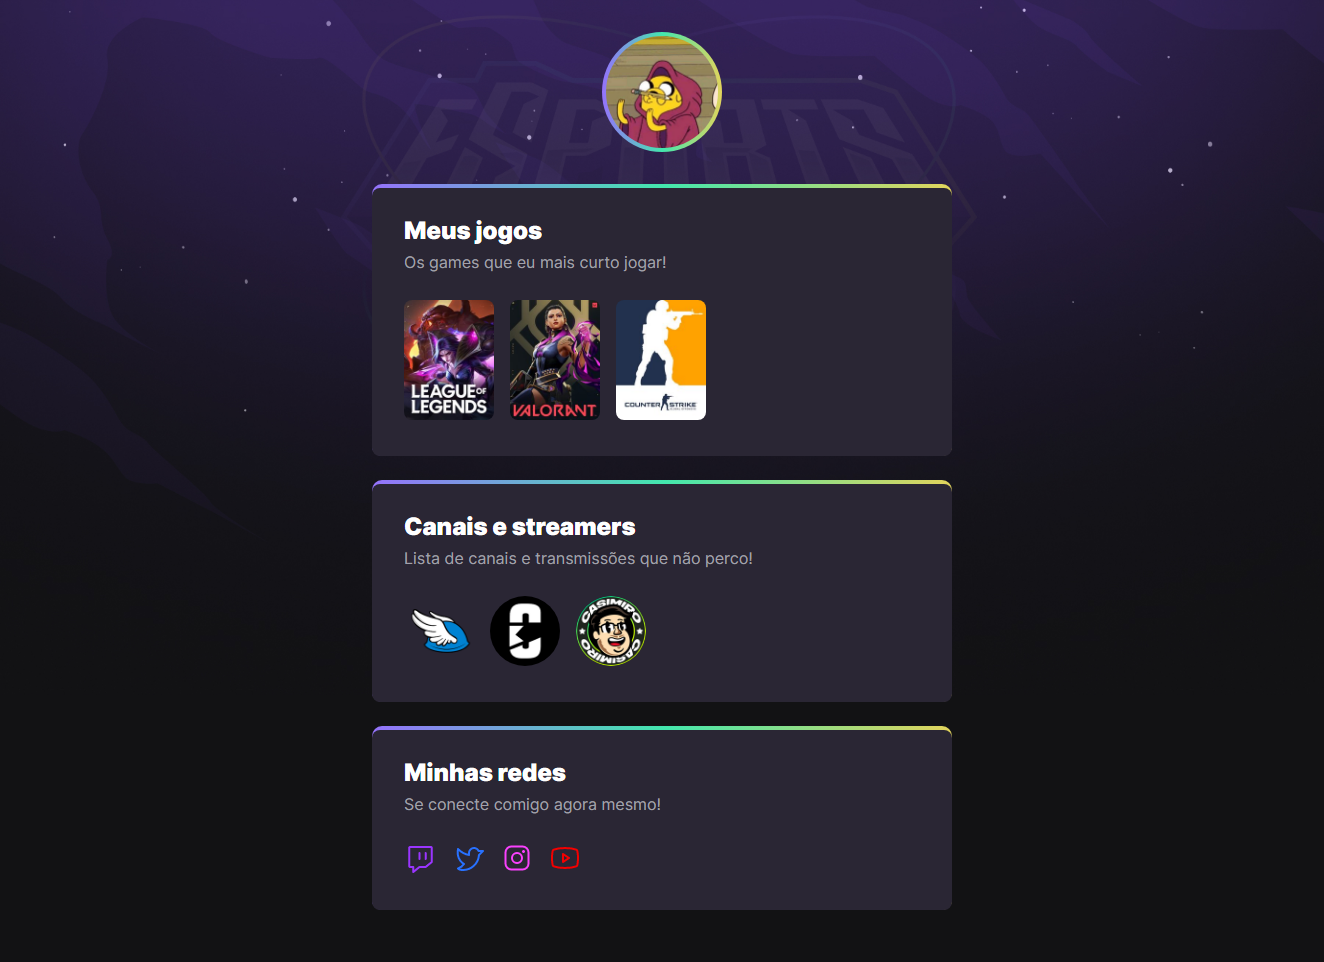 ESPORTS
Meus jogos
Os games que eu mais curto jogar!
LEAGUE OF
LEGENDS
VALORANT
COUNTER STRIKE
Canais e streamers
Lista de canais e transmissões que não perco!
CASIMIRO
CASIMIRO
Minhas redes
Se conecte comigo agora mesmo!